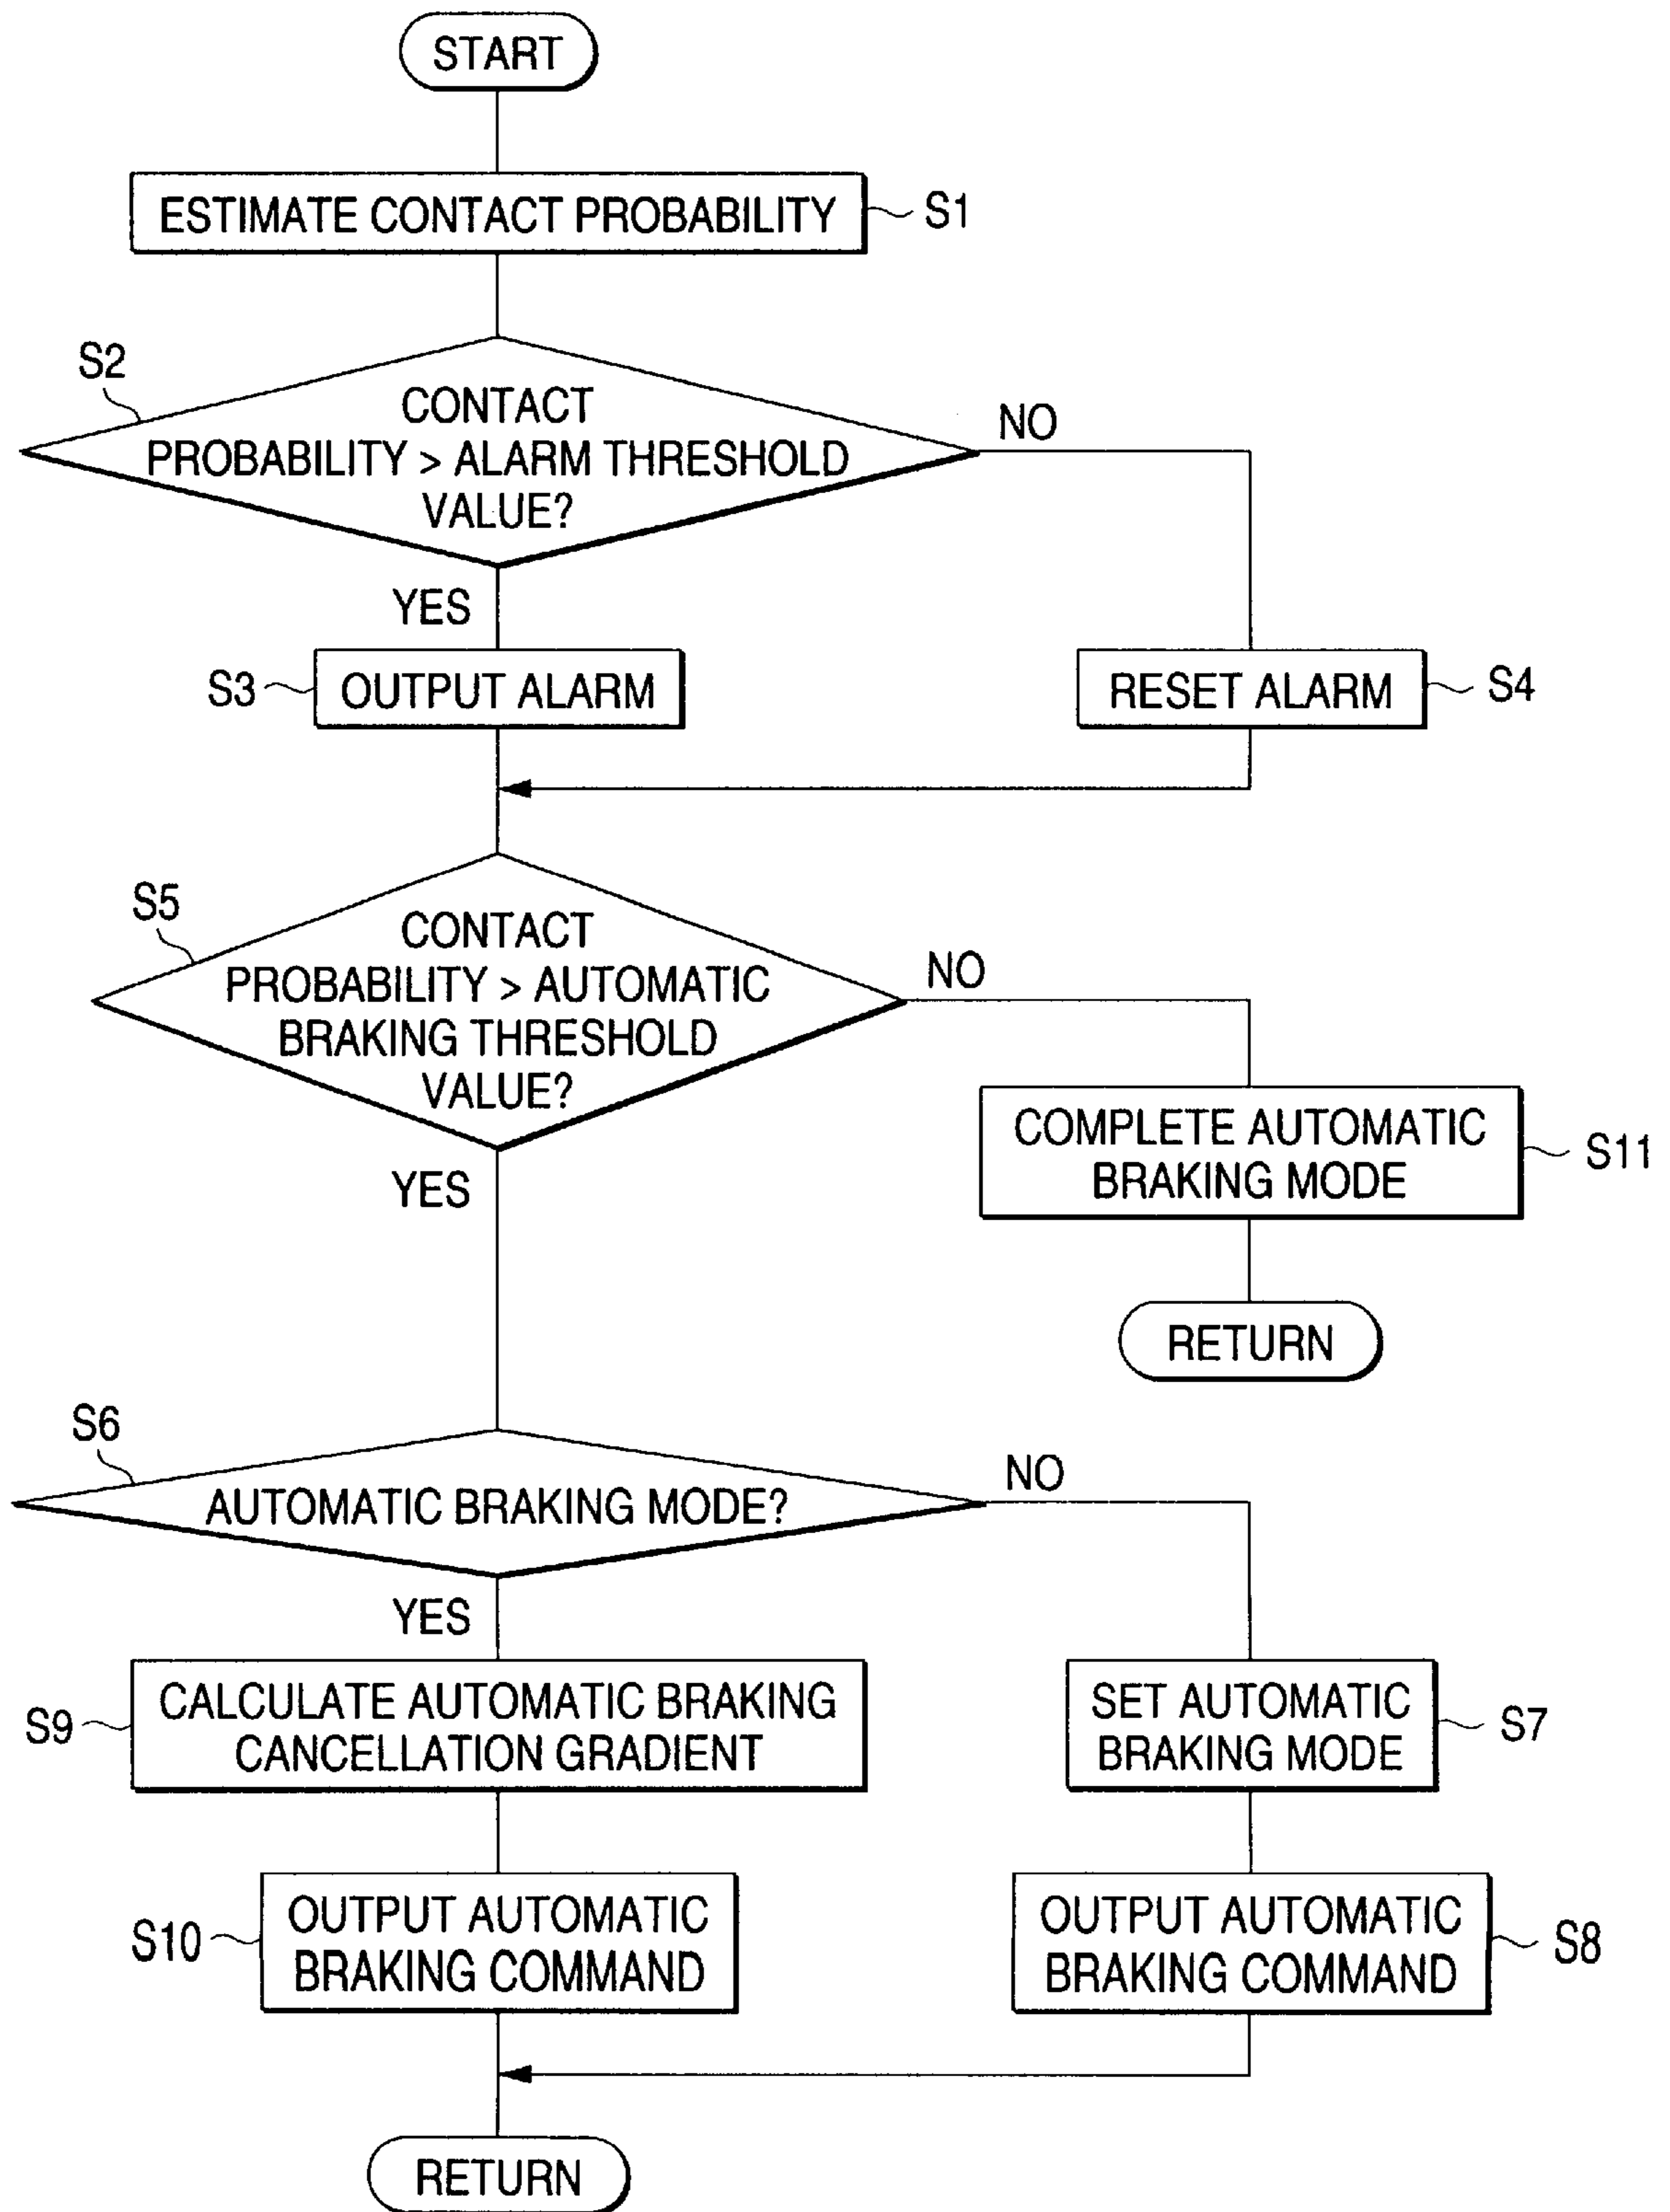 START
ESTIMATE CONTACT PROBABILITY
S1
S2
CONTACT
PROBABILITY > ALARM THRESHOLD
VALUE?
NO
YES
S3
OUTPUT ALARM
RESET ALARM
S4
S5
CONTACT
PROBABILITY > AUTOMATIC
BRAKING THRESHOLD
VALUE?
NO
YES
COMPLETE AUTOMATIC
BRAKING MODE
S11
RETURN
S6
AUTOMATIC BRAKING MODE?
NO
YES
S9
CALCULATE AUTOMATIC BRAKING
CANCELLATION GRADIENT
SET AUTOMATIC
BRAKING MODE
S7
S10
OUTPUT AUTOMATIC
BRAKING COMMAND
OUTPUT AUTOMATIC
BRAKING COMMAND
S8
RETURN